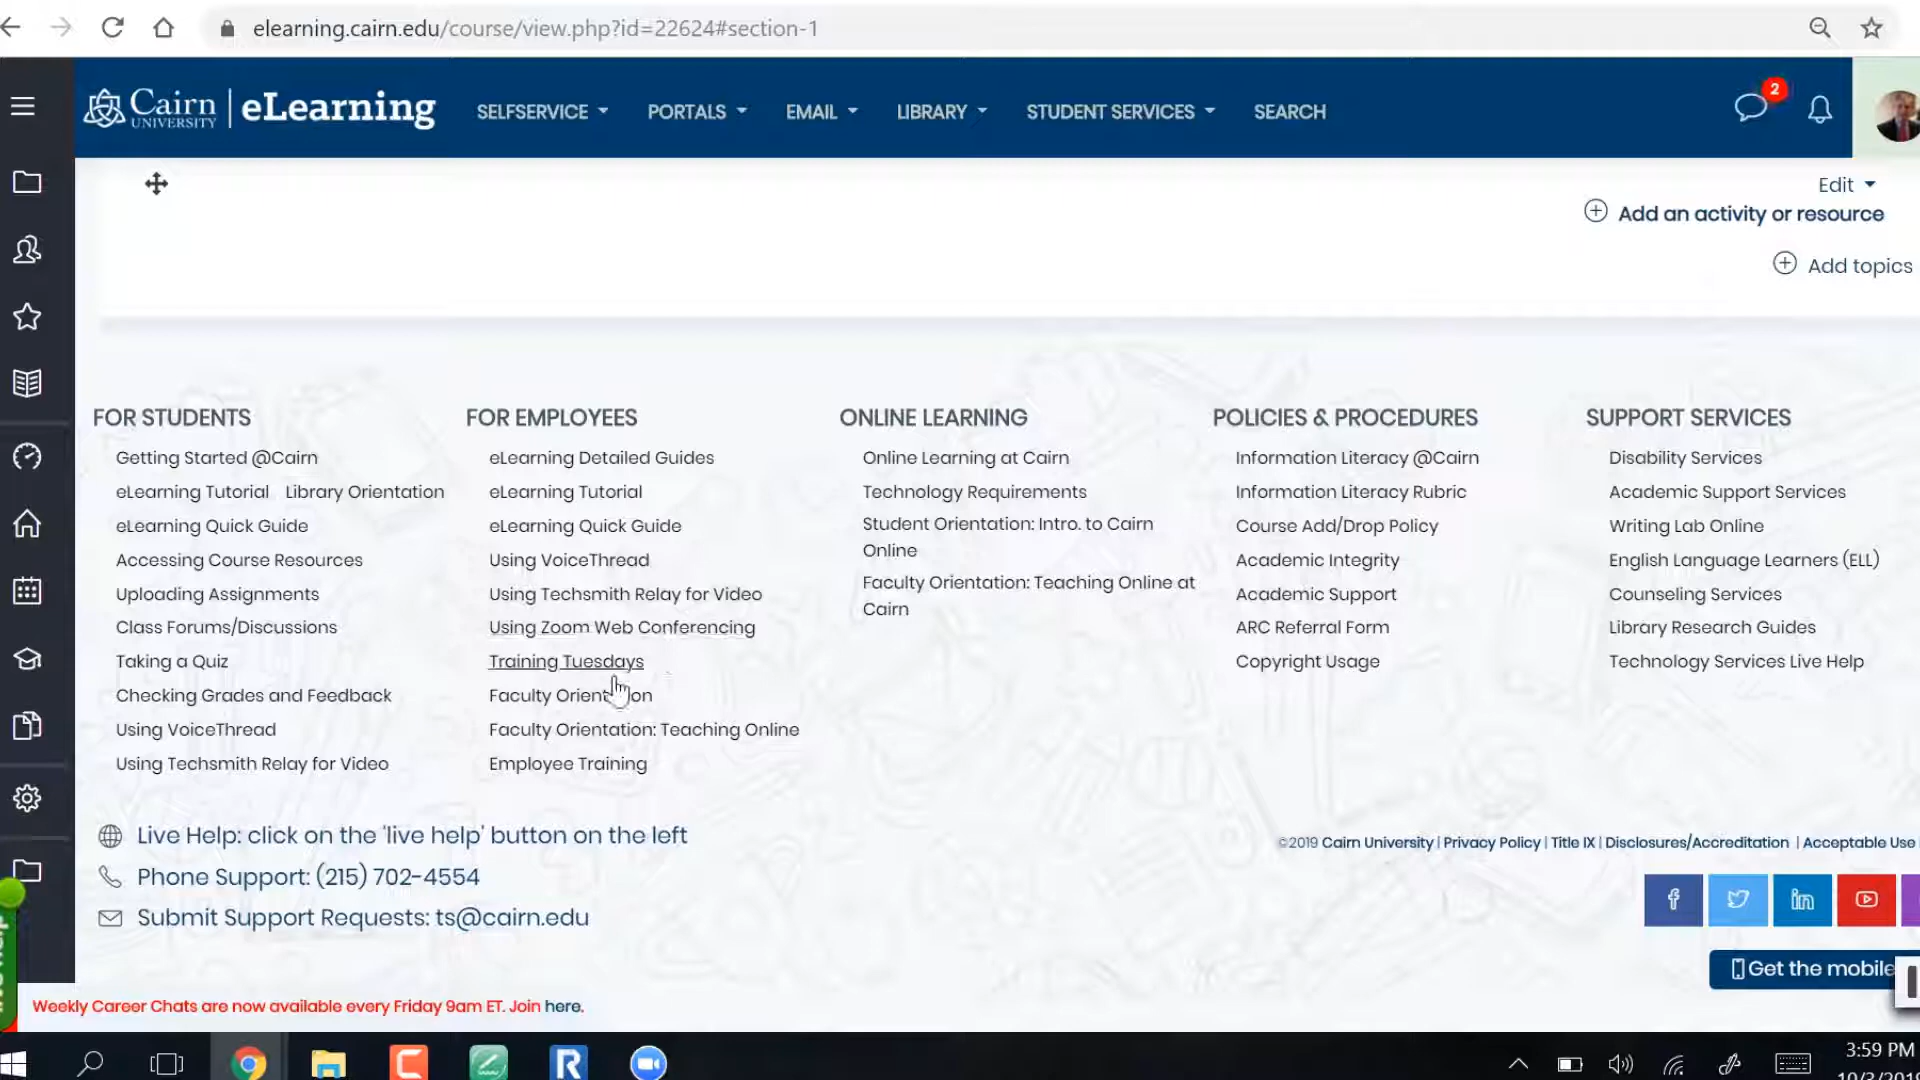 elearning.cairn.edu/course/view.php?id=22624#section-1
Cairn UNIVERSITY | eLearning
SELFSERVICE
PORTALS
EMAIL
LIBRARY
STUDENT SERVICES
SEARCH
2
Edit
Add an activity or resource
Add topics
FOR STUDENTS
Getting Started @Cairn
eLearning Tutorial Library Orientation
eLearning Quick Guide
Accessing Course Resources
Uploading Assignments
Class Forums/Discussions
Taking a Quiz
Checking Grades and Feedback
Using VoiceThread
Using Techsmith Relay for Video
FOR EMPLOYEES
eLearning Detailed Guides
eLearning Tutorial
eLearning Quick Guide
Using VoiceThread
Using Techsmith Relay for Video
Using Zoom Web Conferencing
Training Tuesdays
Faculty Orientation
Faculty Orientation: Teaching Online
Employee Training
ONLINE LEARNING
Online Learning at Cairn
Technology Requirements
Student Orientation: Intro. to Cairn
Online
Faculty Orientation: Teaching Online at
Cairn
POLICIES & PROCEDURES
Information Literacy @Cairn
Information Literacy Rubric
Course Add/Drop Policy
Academic Integrity
Academic Support
ARC Referral Form
Copyright Usage
SUPPORT SERVICES
Disability Services
Academic Support Services
Writing Lab Online
English Language Learners (ELL)
Counseling Services
Library Research Guides
Technology Services Live Help
Live Help: click on the 'live help' button on the left
Phone Support: (215) 702-4554
Submit Support Requests: ts@cairn.edu
©2019 Cairn University | Privacy Policy | Title IX | Disclosures/Accreditation | Acceptable Use
Get the mobile
Weekly Career Chats are now available every Friday 9am ET. Join here.
3:59 PM